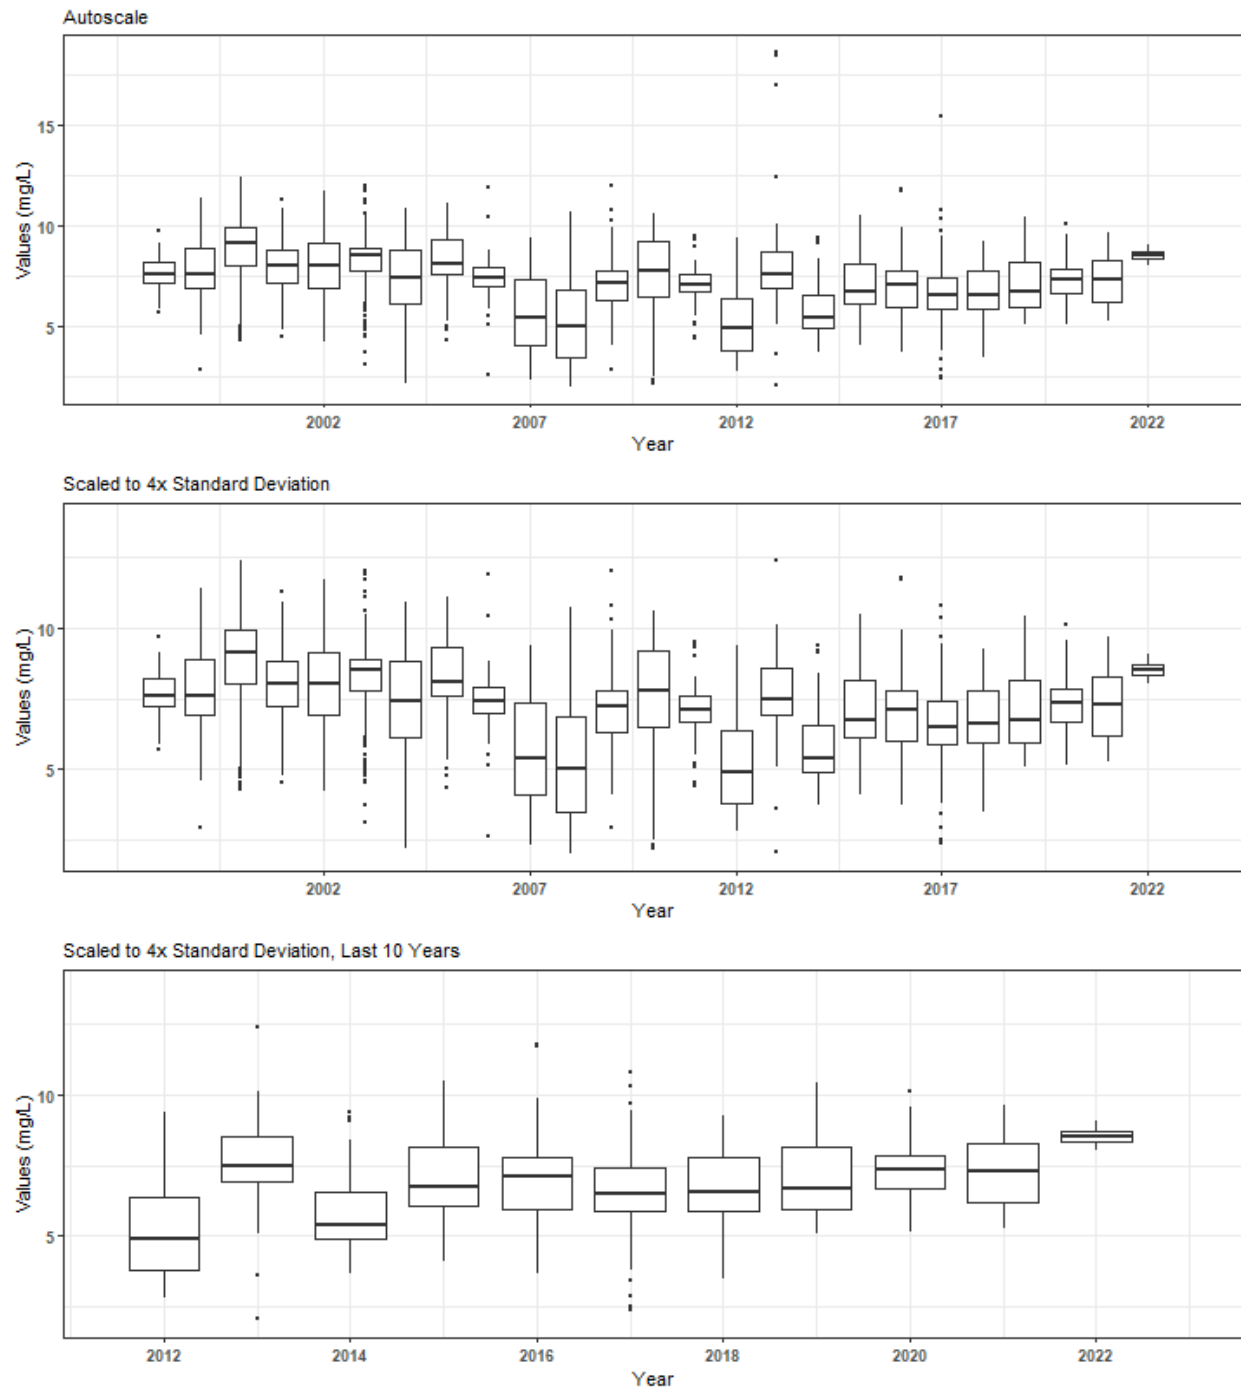 Autoscale
15
10
5
Values (mg/L)
2002 2007 2012 2017 2022
Year
Scaled to 4x Standard Deviation
10
5
Values (mg/L)
2002 2007 2012 2017 2022
Year
Scaled to 4x Standard Deviation, Last 10 Years
10
5
Values (mg/L)
2012 2014 2016 2018 2020 2022
Year